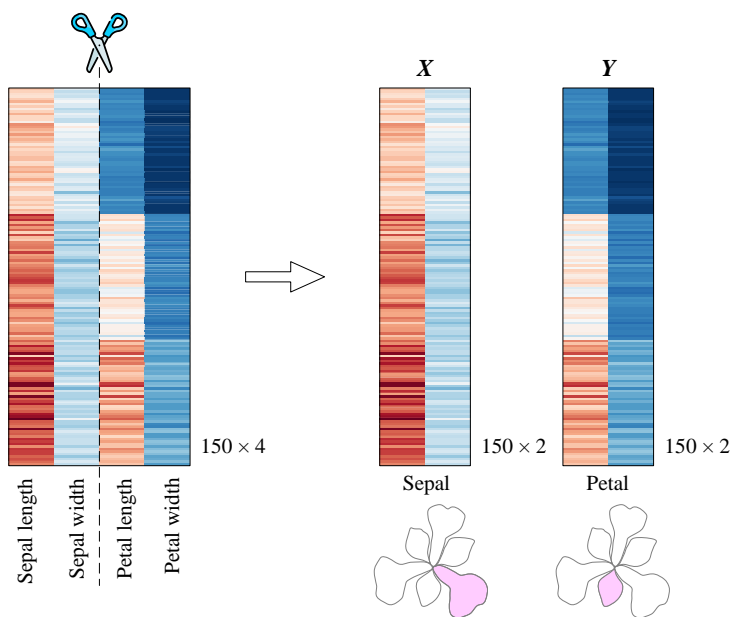 X
Y
150 × 4
150 × 2
150 × 2
Sepal length
Sepal width
Petal length
Petal width
Sepal
Petal